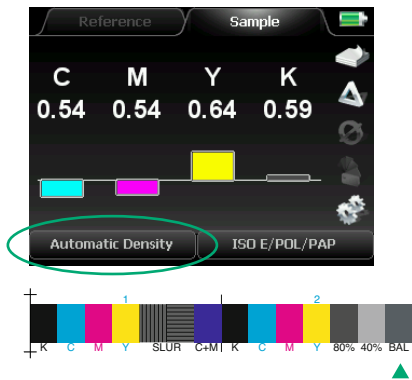 Reference Sample
C M Y K
0.54 0.54 0.64 0.59
Automatic Density ISO E/POL/PAP
1 2
K C M Y SLUR C+M K C M Y 80% 40% BAL